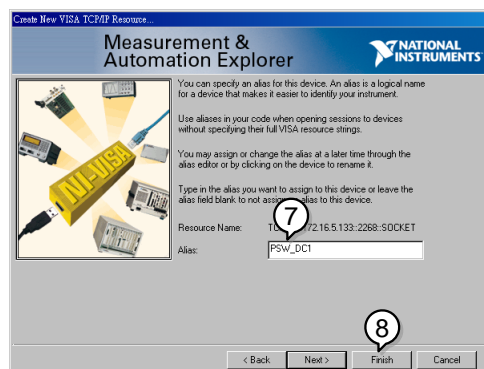 Create New VISA TCP/IP Resource...
Measurement &
Automation Explorer
NATIONAL
INSTRUMENTS
You can specify an alias for this device. An alias is a logical name
for a device that makes it easier to identify your instrument.
Use aliases in your code when opening sessions to devices
without specifying their full VISA resource strings.
You may assign or change the alias at a later time through the
alias editor or by clicking on the device to rename it.
Type in the alias you want to assign to this device or leave the
alias field blank to not assign alias to this device.
NI-VISA
7
Resource Name: 72.16.5.133::2268::SOCKET
Alias: PSW_DC1
8
< Back Next > Finish Cancel